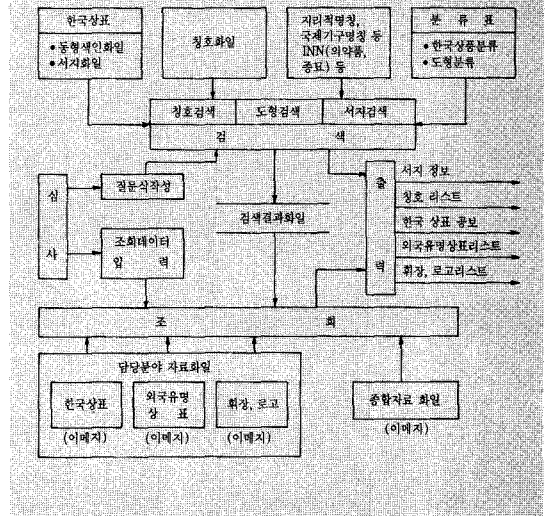 한국상표
• 동형색인화일
• 서지화일
칭호화일
지리적명칭,
국제기구명칭 등
INN(의약품,
종묘) 등
분 류 표
• 한국상품분류
• 도형분류
칭호검색
도형검색
서지검색
검 색
심
사
질문식작성
조회데이터
입 력
검색결과화일
출
력
서지 정보
칭호 리스트
한국 상표 공보
외국유명상표리스트
휘장, 로고리스트
조 회
담당분야 자료화일
한국상표
(이메지)
외국유명
상 표
(이메지)
휘장, 로고
(이메지)
종합자료 화일
(이메지)